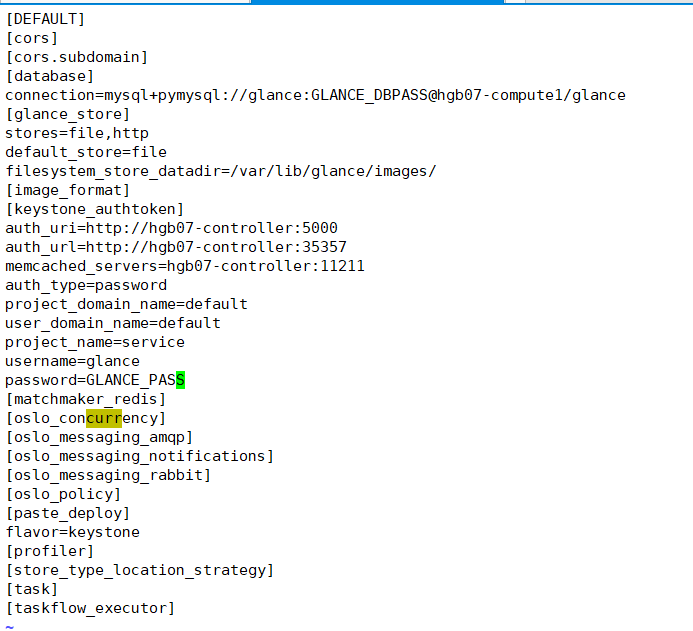 [DEFAULT]
[cors]
[cors.subdomain]
[database]
connection=mysql+pymysql://glance:GLANCE_DBPASS@hgb07-compute1/glance
[glance_store]
stores=file,http
default_store=file
filesystem_store_datadir=/var/lib/glance/images/
[image_format]
[keystone_authtoken]
auth_uri=http://hgb07-controller:5000
auth_url=http://hgb07-controller:35357
memcached_servers=hgb07-controller:11211
auth_type=password
project_domain_name=default
user_domain_name=default
project_name=service
username=glance
password=GLANCE_PASS
[matchmaker_redis]
[oslo_concurrency]
[oslo_messaging_amqp]
[oslo_messaging_notifications]
[oslo_messaging_rabbit]
[oslo_policy]
[paste_deploy]
flavor=keystone
[profiler]
[store_type_location_strategy]
[task]
[taskflow_executor]
~